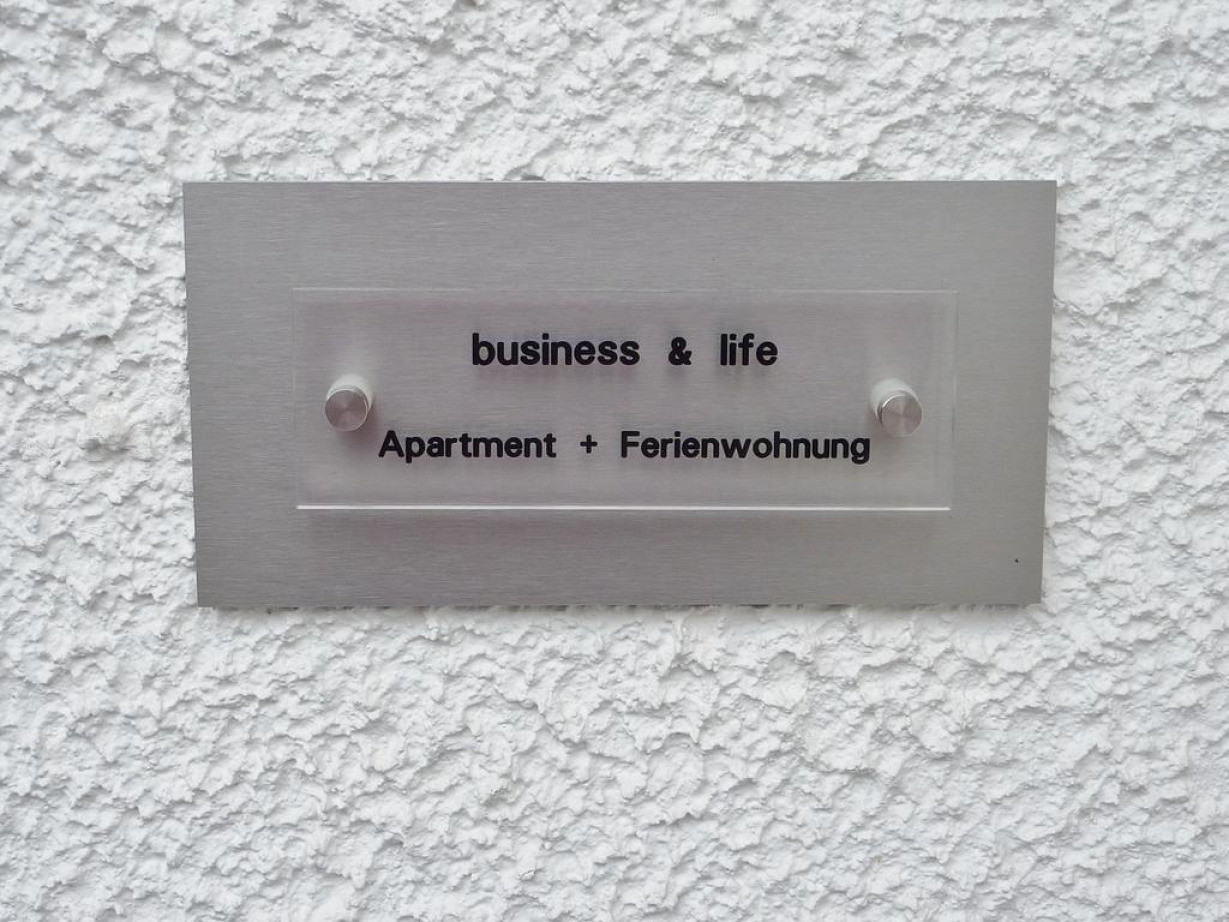 business & life
Apartment + Ferienwohnung